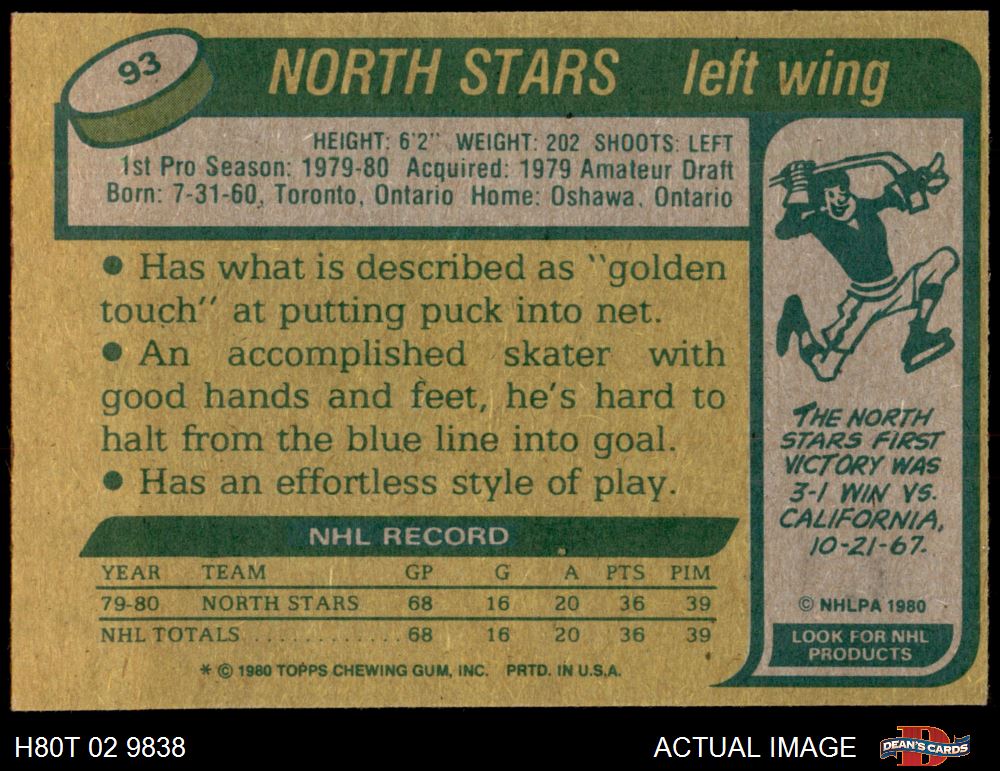 93
NORTH STARS left wing
HEIGHT: 6'2" WEIGHT: 202 SHOOTS: LEFT
1st Pro Season: 1979-80 Acquired: 1979 Amateur Draft
Born: 7-31-60, Toronto, Ontario Home: Oshawa, Ontario
● Has what is described as "golden
touch" at putting puck into net.
● An accomplished skater with
good hands and feet, he's hard to
halt from the blue line into goal.
● Has an effortless style of play.
NHL RECORD
YEAR TEAM GP G A PTS PIM
79-80 NORTH STARS 68 16 20 36 39
NHL TOTALS ............ 68 16 20 36 39
* © 1980 TOPPS CHEWING GUM, INC. PRTD. IN U.S.A.
THE NORTH
STARS FIRST
VICTORY WAS
3-1 WIN VS.
CALIFORNIA,
10-21-67.
© NHLPA 1980
LOOK FOR NHL
PRODUCTS
H80T 02 9838
ACTUAL IMAGE
D
DEAN'S CARDS